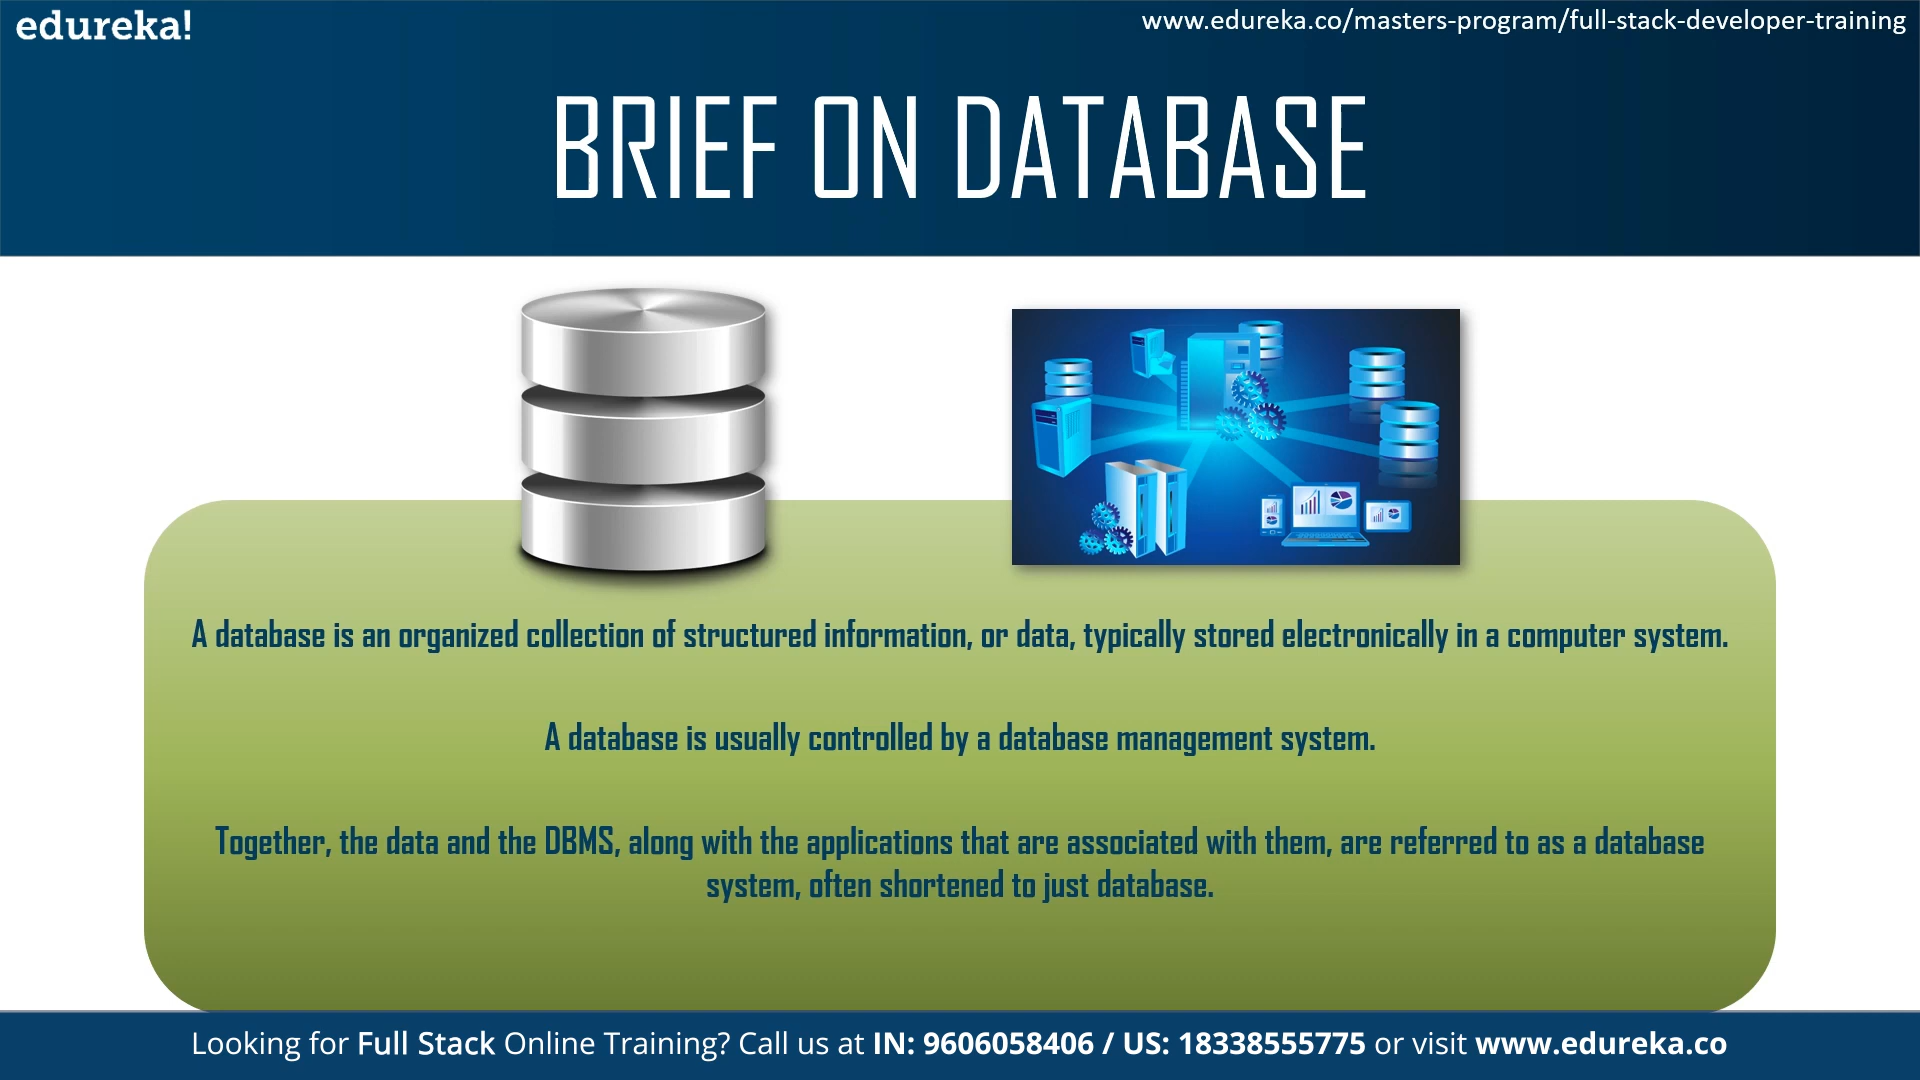 edureka!
www.edureka.co/masters-program/full-stack-developer-training
BRIEF ON DATABASE
A database is an organized collection of structured information, or data, typically stored electronically in a computer system.
A database is usually controlled by a database management system.
Together, the data and the DBMS, along with the applications that are associated with them, are referred to as a database
system, often shortened to just database.
Looking for Full Stack Online Training? Call us at IN: 9606058406 / US: 18338555775 or visit www.edureka.co